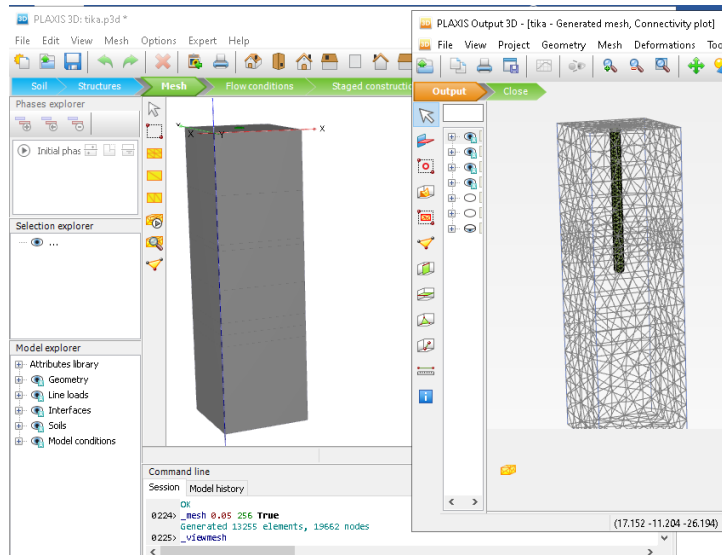 PLAXIS 3D: tika.p3d *
File Edit View Mesh Options Expert Help
Soil Structures Mesh Flow conditions Staged constructio
Phases explorer
Initial phas
Selection explorer
...
Model explorer
Attributes library
Geometry
Line loads
Interfaces
Soils
Model conditions
X
Y
X
Command line
Session Model history
OK
0224> _mesh 0.05 256 True
Generated 13255 elements, 19662 nodes
0225> _viewmesh
PLAXIS Output 3D - [tika - Generated mesh, Connectivity plot]
File View Project Geometry Mesh Deformations Too
Output Close
(17.152 -11.204 -26.194)